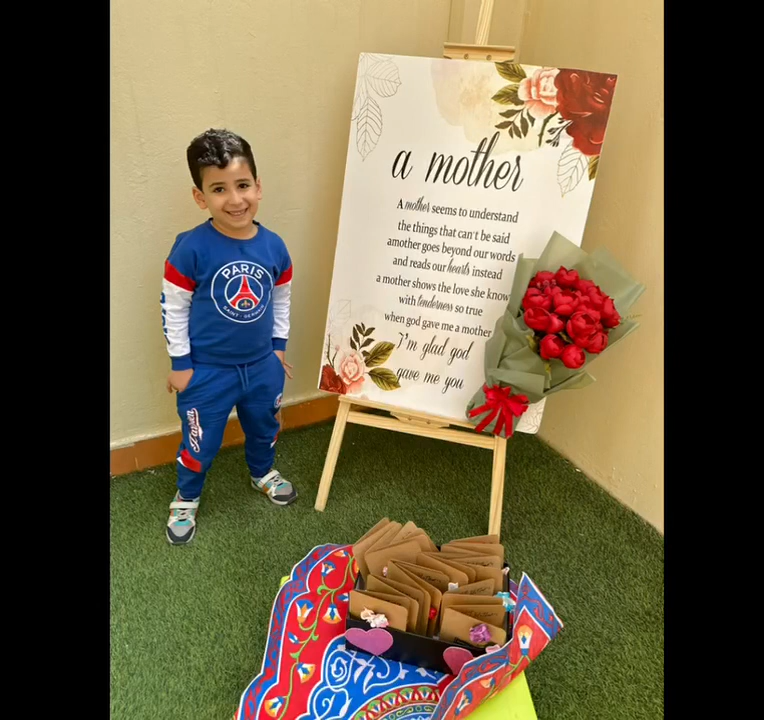 PARIS
SAINT-GERMAIN
a mother
A mother seems to understand
the things that can't be said
amother goes beyond our words
and reads our hearts instead
a mother shows the love she know
with tenderness so true
when god gave me a mother
I'm glad god
gave me you